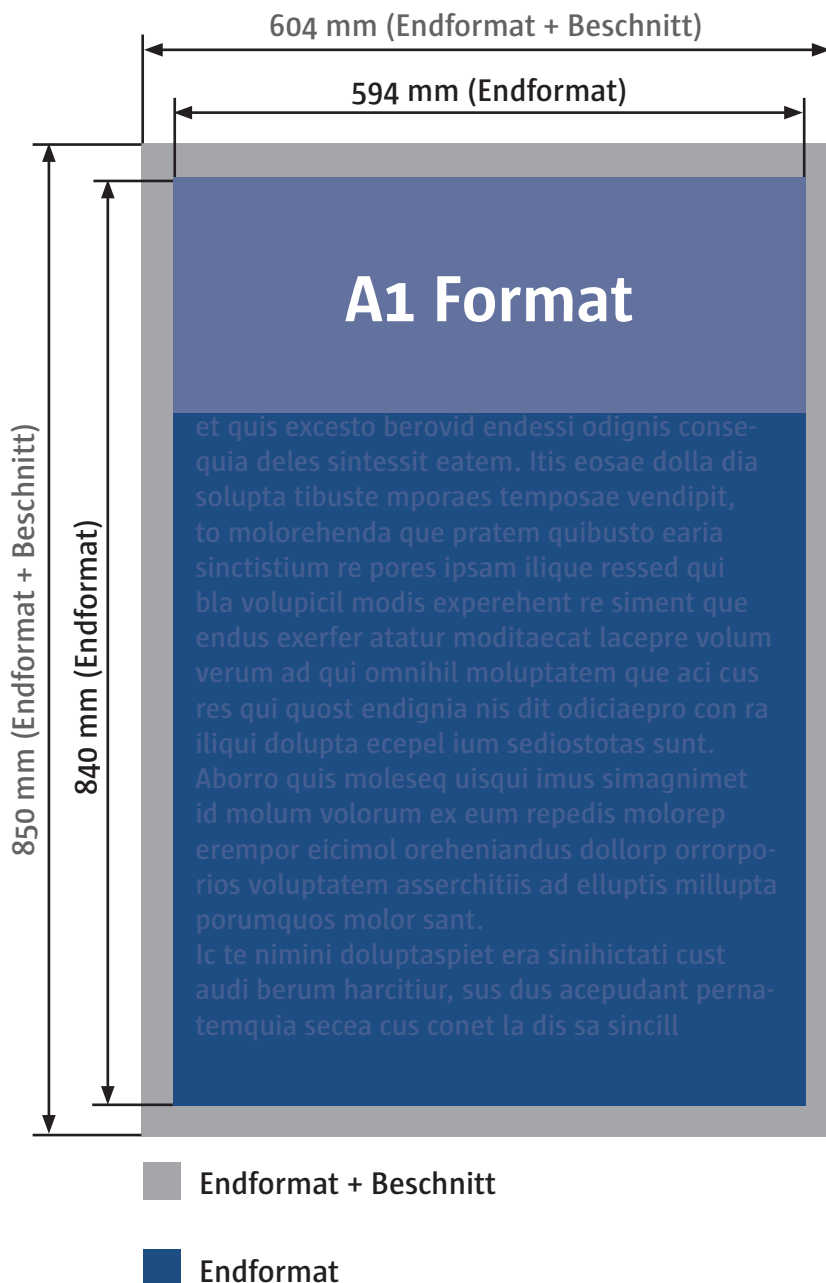 604 mm (Endformat + Beschnitt)
594 mm (Endformat)
850 mm (Endformat + Beschnitt)
840 mm (Endformat)
A1 Format
et quis excesto berovid endessi odignis conse-
quia deles sintessit eatem. Itis eosae dolla dia
solupta tibuste mporaes temposae vendipit,
to molorehenda que pratem quibusto earia
sinctistium re pores ipsam ilique ressed qui
bla volupicil modis experehent re siment que
endus exerfer atatur moditaecat lacepre volum
verum ad qui omnihil moluptatem que aci cus
res qui quost endignia nis dit odiciaepro con ra
iliqui dolupta ecepel ium sediostotas sunt.
Aborro quis moleseq uisqui imus simagnimet
id molum volorum ex eum repedis molorep
erempor eicimol oreheniandus dollorp orrorpo-
rios voluptatem asserchitiis ad elluptis millupta
porumquos molor sant.
Ic te nimini doluptaspiet era sinihictati cust
audi berum harcitiur, sus dus acepudant perna-
temquia secea cus conet la dis sa sincill
Endformat + Beschnitt
Endformat